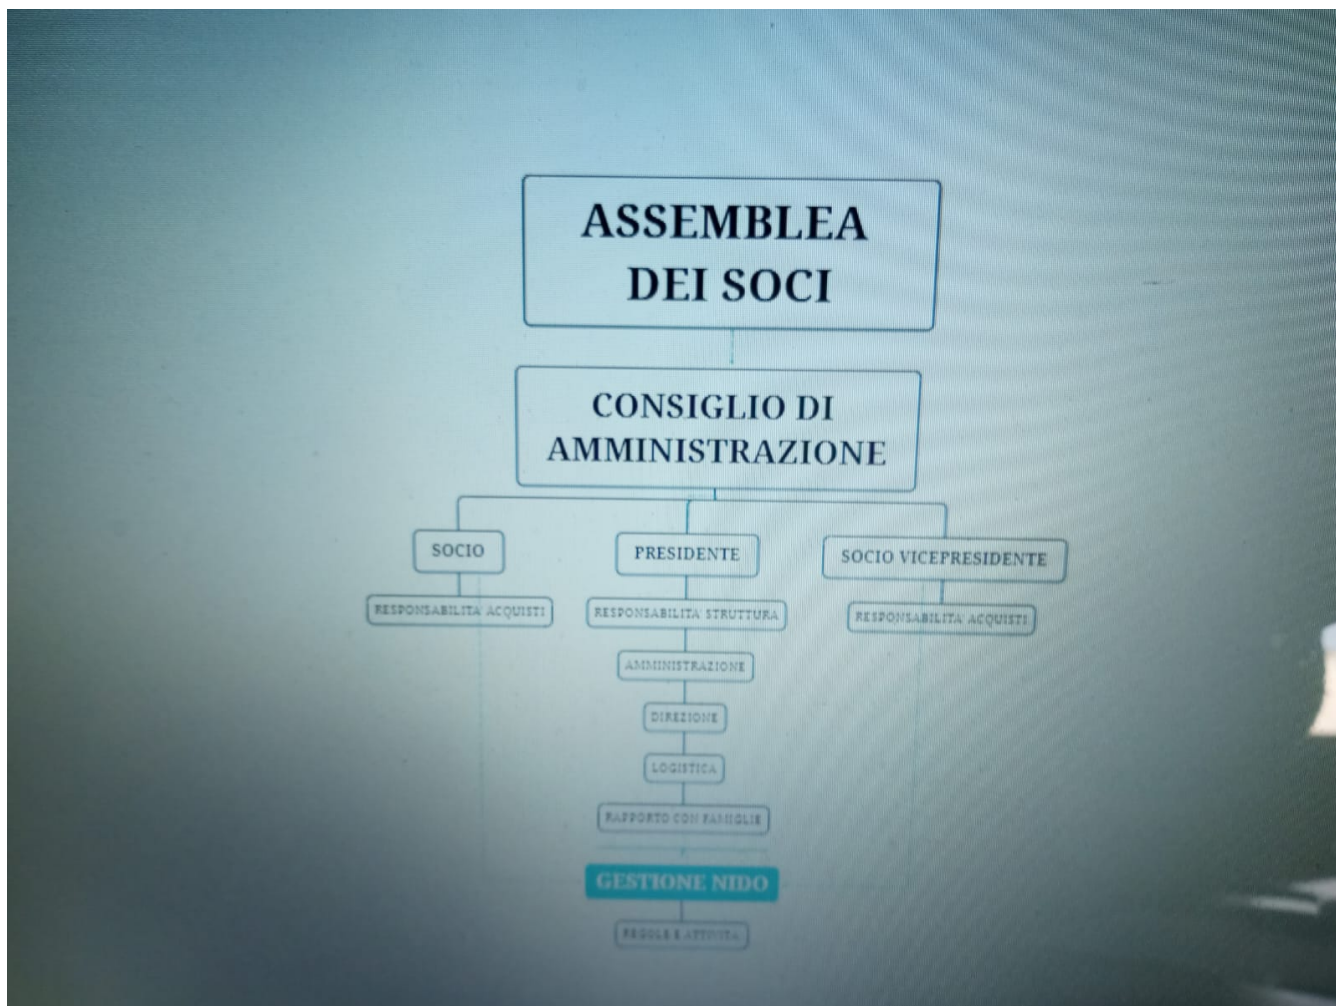 ASSEMBLEA
DEI SOCI
CONSIGLIO DI
AMMINISTRAZIONE
SOCIO
PRESIDENTE
SOCIO VICEPRESIDENTE
RESPONSABILITA' ACQUISTI
RESPONSABILITA' STRUTTURA
RESPONSABILITA' ACQUISTI
AMMINISTRAZIONE
DIREZIONE
LOGISTICA
RAPPORTO CON FAMIGLIE
GESTIONE NIDO
REGOLE E ATTIVITA'